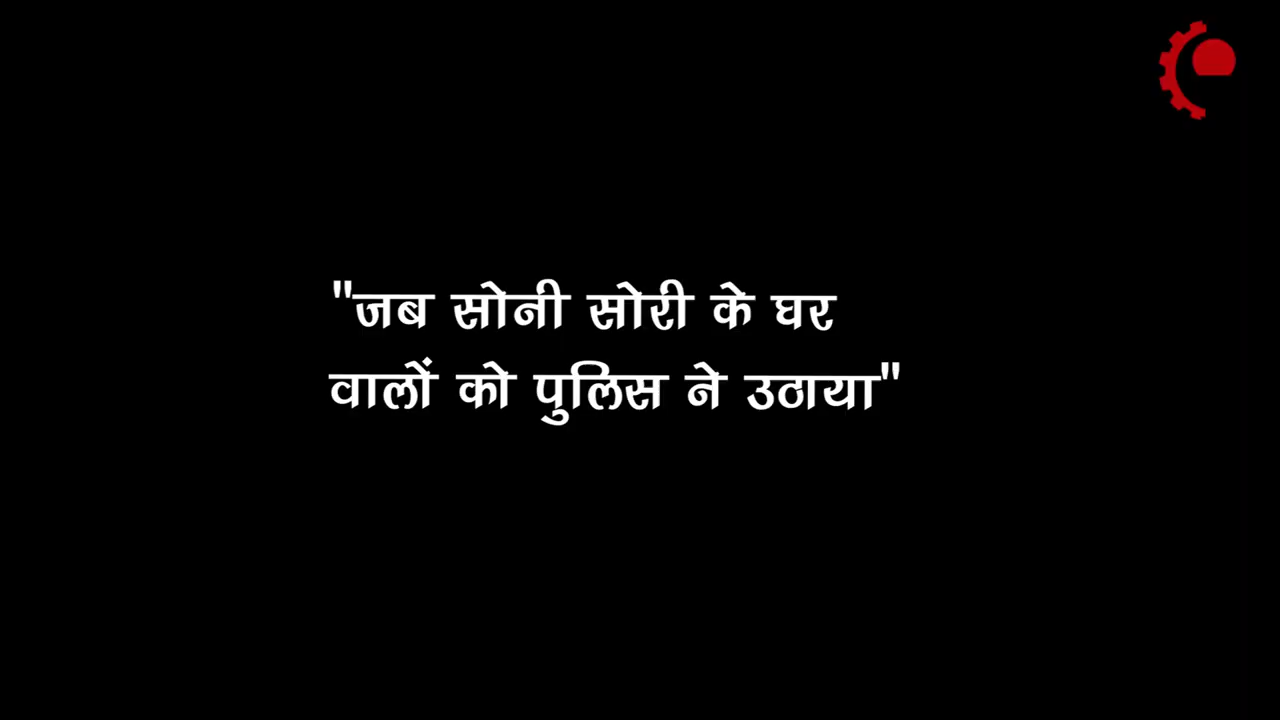 "जब सोनी सोरी के घर
वालों को पुलिस ने उठाया"